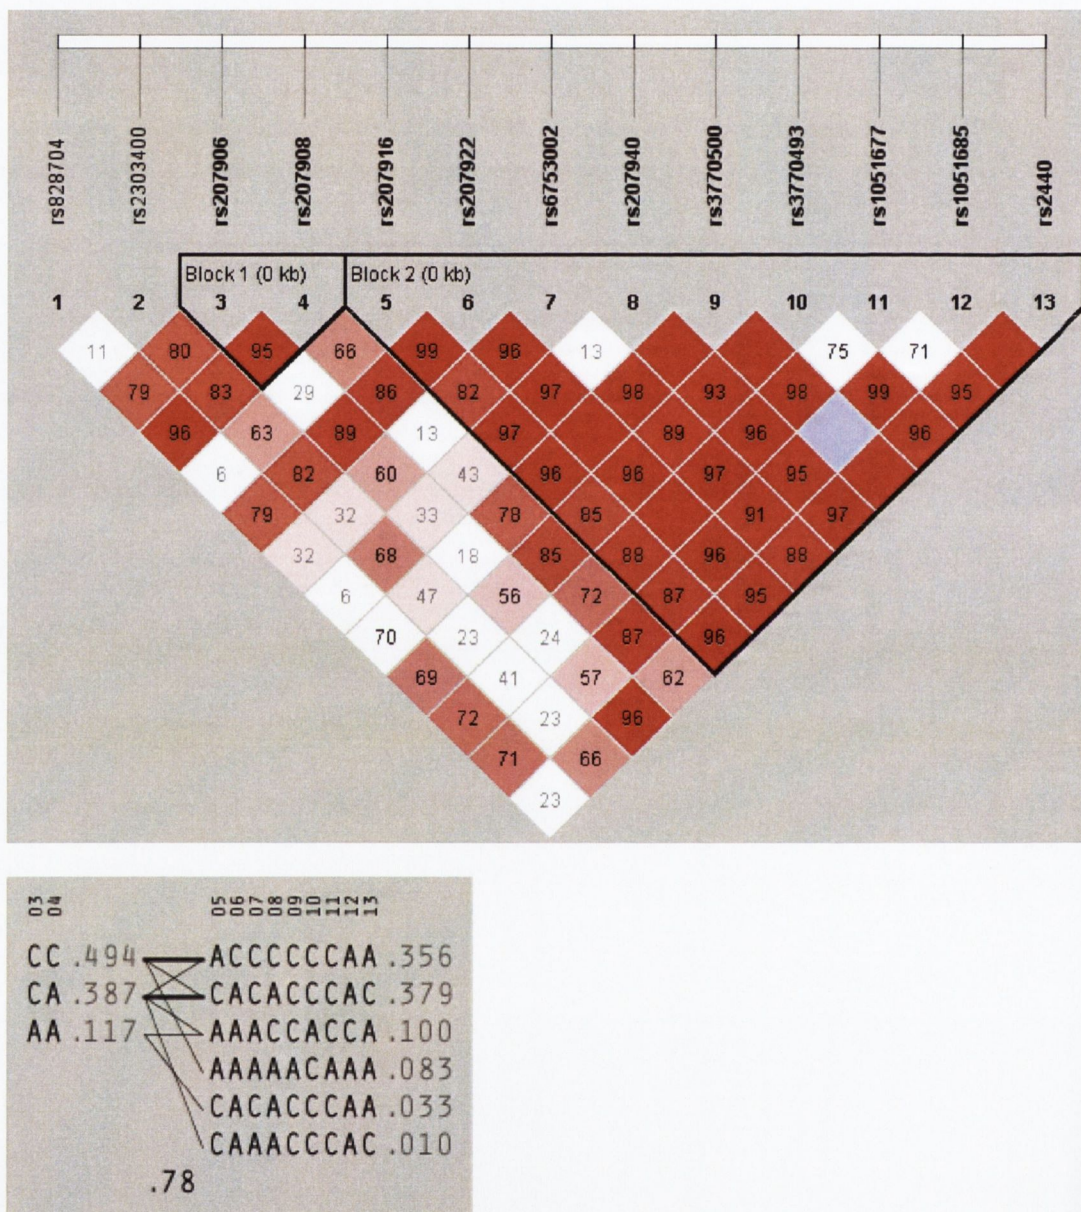 rs828704
rs2303400
rs207906
rs207908
rs207916
rs207922
rs6753002
rs207940
rs3770500
rs3770493
rs1051677
rs1051685
rs2440
Block 1 (0 kb) Block 2 (0 kb)
1 2 3 4 5 6 7 8 9 10 11 12 13
11 80 95 66 99 96 13 75 71
79 83 29 86 82 97 98 93 98 99 95
96 63 89 13 97 89 96 96
6 82 60 43 96 96 97 95
79 32 33 78 85 91 97
32 68 18 85 88 96 88
6 47 56 72 87 95
70 23 24 87 96
69 41 57 62
72 23 96
71 66
23
03 04 05 06 07 08 09 10 11 12 13
CC .494 ACCCCCCAA .356
CA .387 CACACCCAC .379
AA .117 AAACCACCA .100
AAAAACAAA .083
CACACCCAA .033
CAAACCCAC .010
.78